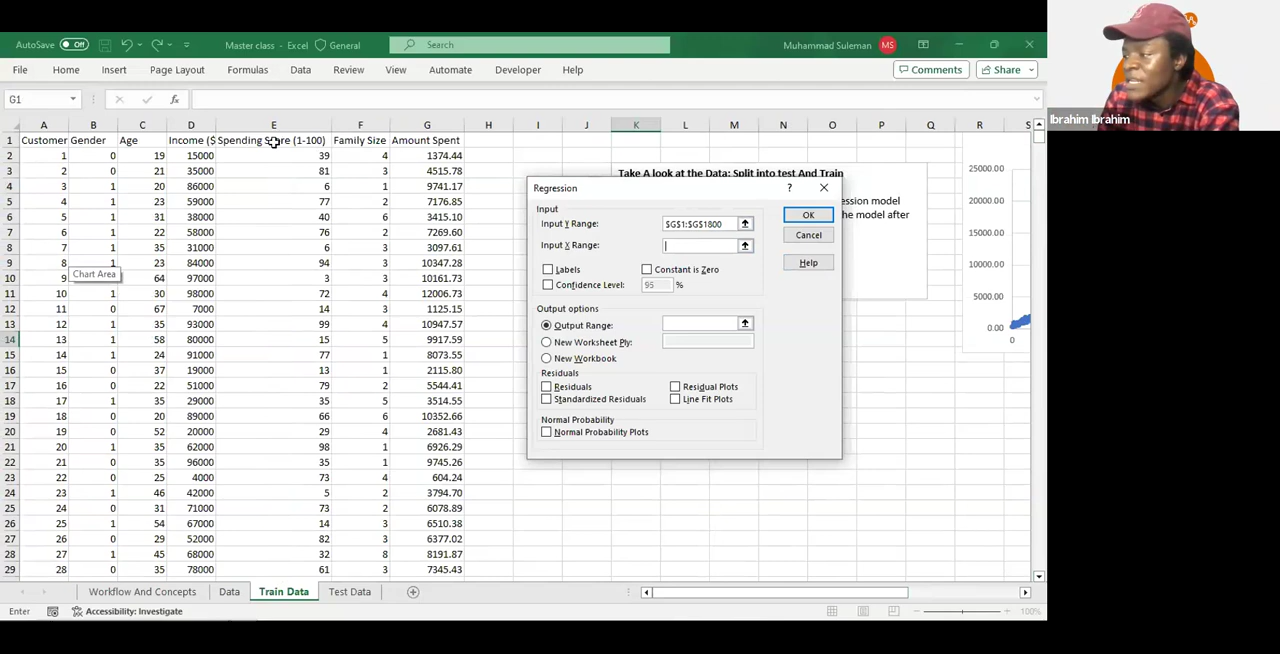 AutoSave Off Master class - Excel General Search Muhammad Suleman MS
File Home Insert Page Layout Formulas Data Review View Automate Developer Help Comments Share
G1 fx
A B C D E F G H I J K L M N O P Q R S
1 Customer Gender Age Income ($ Spending Score (1-100) Family Size Amount Spent
2 1 0 19 15000 39 4 1374.44
3 2 0 21 35000 81 3 4515.78
4 3 1 20 86000 6 1 9741.17
5 4 1 23 59000 77 2 7176.85
6 5 1 31 38000 40 6 3415.10
7 6 1 22 58000 76 2 7269.60
8 7 1 35 31000 6 3 3097.61
9 8 1 23 84000 94 3 10347.28
10 9 64 97000 3 3 10161.73
11 10 1 30 98000 72 4 12006.73
12 11 0 67 7000 14 3 1125.15
13 12 1 35 93000 99 4 10947.57
14 13 1 58 80000 15 5 9917.59
15 14 1 24 91000 77 1 8073.55
16 15 0 37 19000 13 1 2115.80
17 16 0 22 51000 79 2 5544.41
18 17 1 35 29000 35 5 3514.55
19 18 0 20 89000 66 6 10352.66
20 19 0 52 20000 29 4 2681.43
21 20 1 35 62000 98 1 6926.29
22 21 0 35 96000 35 1 9745.26
23 22 0 25 4000 73 4 604.24
24 23 1 46 42000 5 2 3794.70
25 24 0 31 71000 73 2 6078.89
26 25 1 54 67000 14 3 6510.38
27 26 0 29 52000 82 3 6377.02
28 27 1 45 68000 32 8 8191.87
29 28 0 35 78000 61 3 7345.43
Chart Area
Take A look at the Data: Split into test And Train
ession model
he model after
Regression ?
Input
Input Y Range: $G$1:$G$1800
Input X Range:
Labels Constant is Zero
Confidence Level: 95 %
OK
Cancel
Help
Output options
Output Range:
New Worksheet Ply:
New Workbook
Residuals
Residuals Residual Plots
Standardized Residuals Line Fit Plots
Normal Probability
Normal Probability Plots
25000.00
20000.00
15000.00
10000.00
5000.00
0.00
0
Workflow And Concepts Data Train Data Test Data
Enter Accessibility: Investigate 100%
Ibrahim Ibrahim